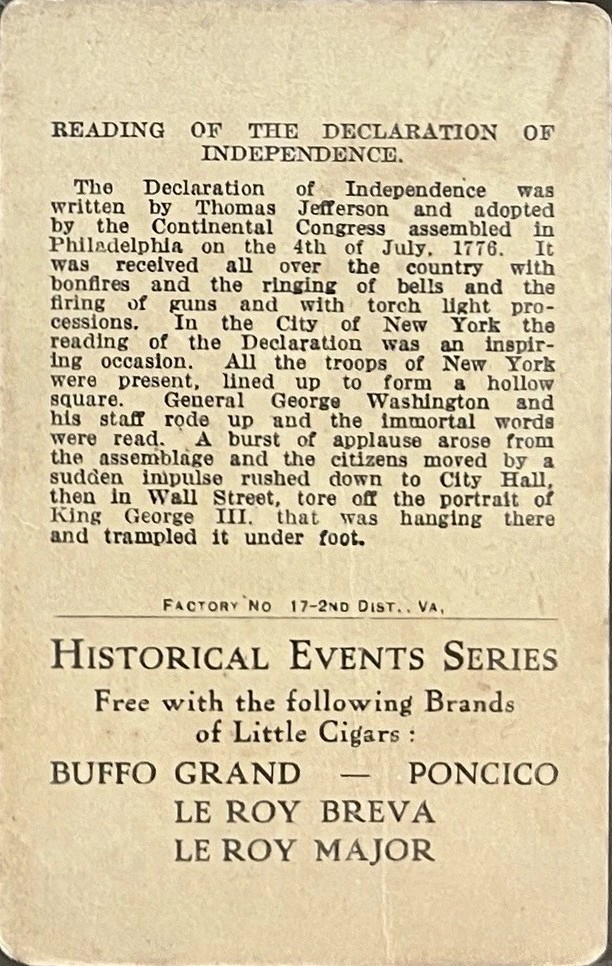 READING OF THE DECLARATION OF
INDEPENDENCE.
The Declaration of Independence was
written by Thomas Jefferson and adopted
by the Continental Congress assembled in
Philadelphia on the 4th of July, 1776. It
was received all over the country with
bonfires and the ringing of bells and the
firing of guns and with torch light pro-
cessions. In the City of New York the
reading of the Declaration was an inspir-
ing occasion. All the troops of New York
were present, lined up to form a hollow
square. General George Washington and
his staff rode up and the immortal words
were read. A burst of applause arose from
the assemblage and the citizens moved by a
sudden impulse rushed down to City Hall,
then in Wall Street, tore off the portrait of
King George III. that was hanging there
and trampled it under foot.
FACTORY NO 17-2ND DIST., VA,
HISTORICAL EVENTS SERIES
Free with the following Brands
of Little Cigars :
BUFFO GRAND — PONCICO
LE ROY BREVA
LE ROY MAJOR